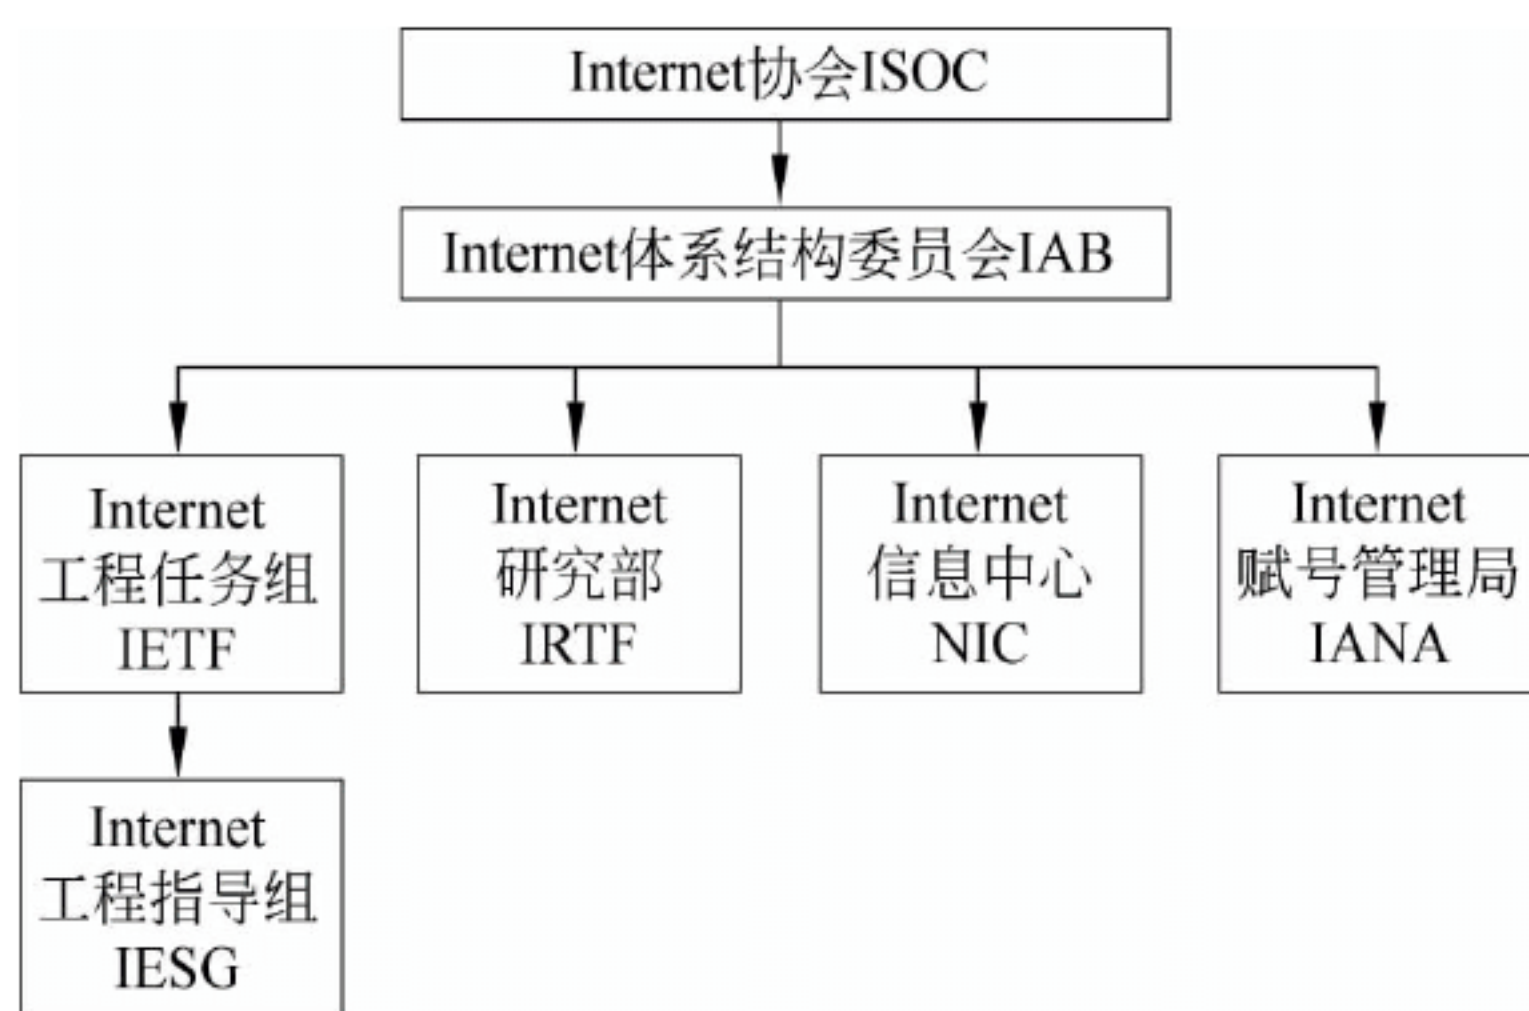 Internet协会ISOC
Internet体系结构委员会IAB
Internet
工程任务组
IETF
Internet
研究部
IRTF
Internet
信息中心
NIC
Internet
赋号管理局
IANA
Internet
工程指导组
IESG